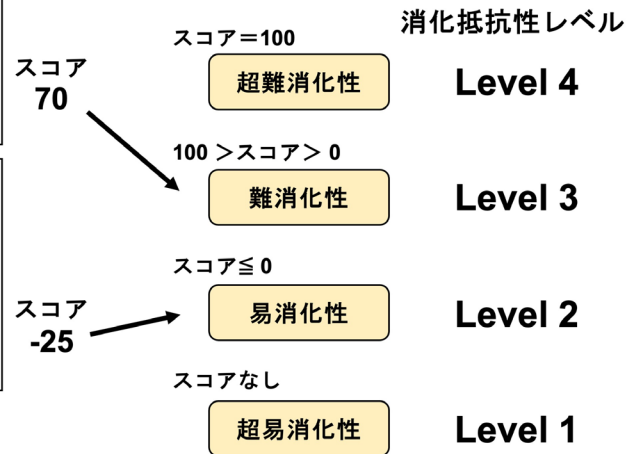 消化抵抗性レベル
スコア＝100
超難消化性
Level 4
スコア
70
100 ＞スコア＞ 0
難消化性
Level 3
スコア≦ 0
易消化性
Level 2
スコア
-25
スコアなし
超易消化性
Level 1